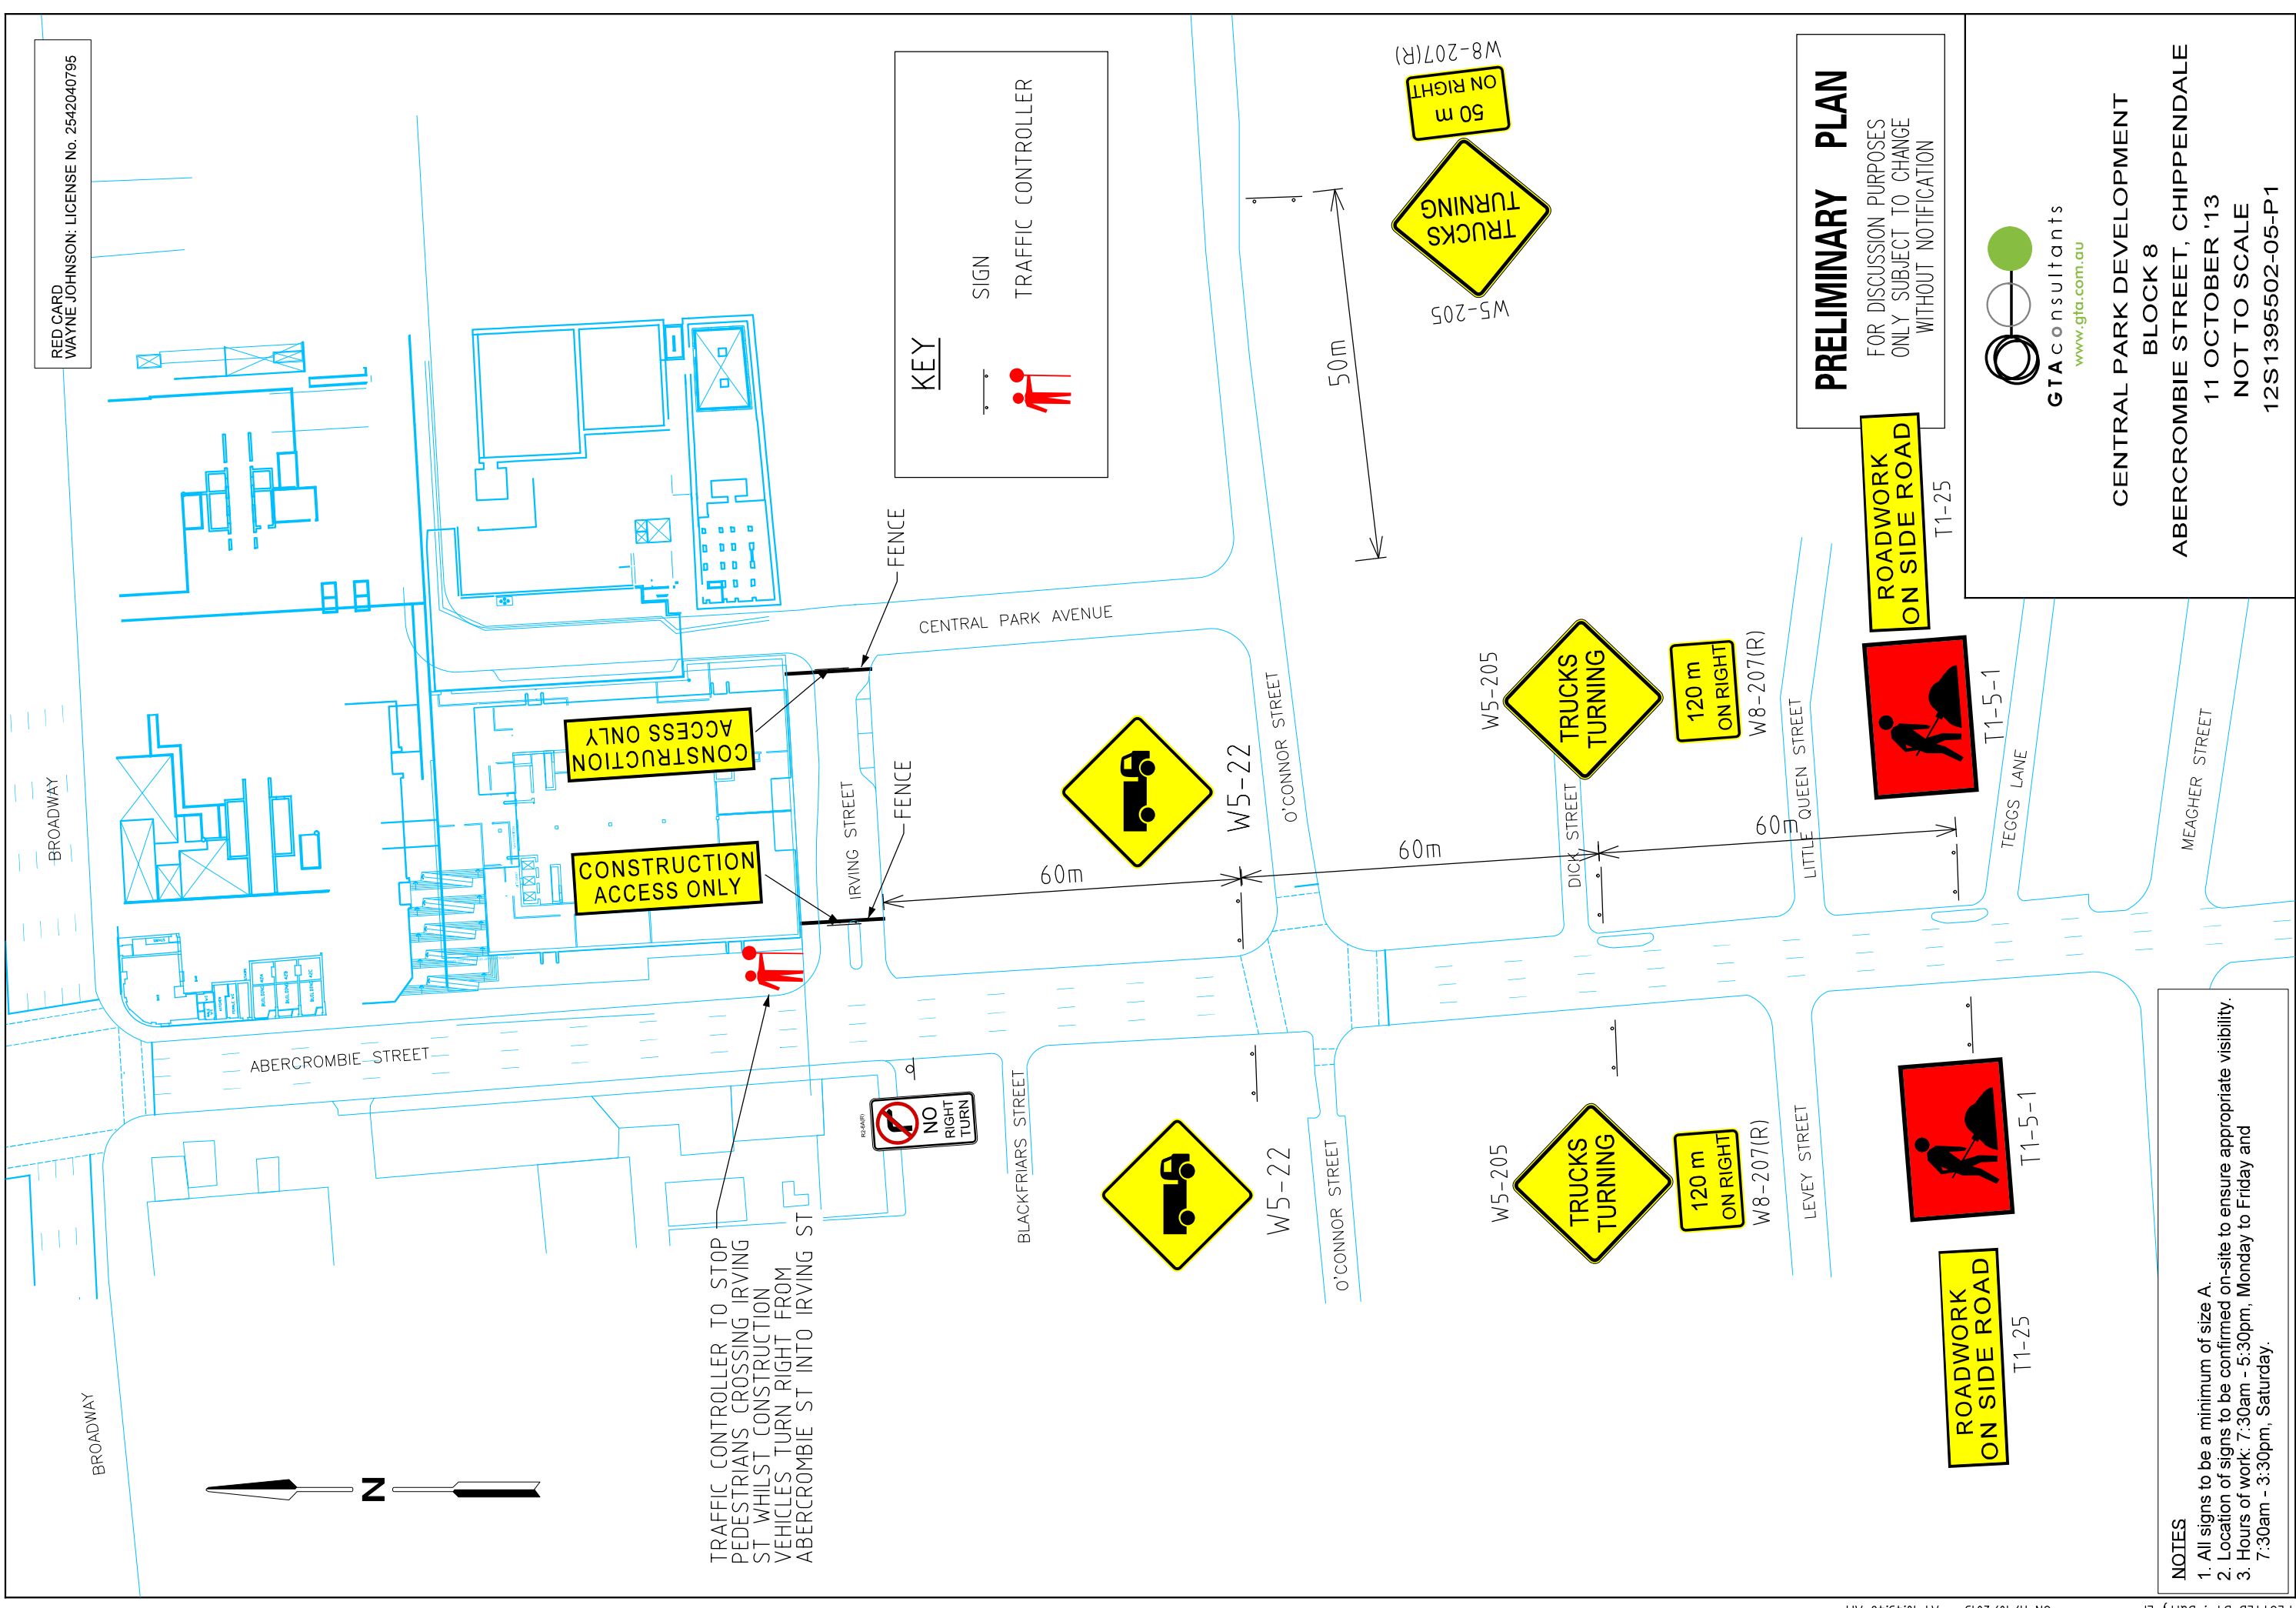 RED CARD
WAYNE JOHNSON: LICENSE No. 2542040795
BROADWAY
BROADWAY
ABERCROMBIE STREET
KEY
SIGN
TRAFFIC CONTROLLER
FENCE
FENCE
CONSTRUCTION
ACCESS ONLY
CONSTRUCTION
ACCESS ONLY
IRVING STREET
CENTRAL PARK AVENUE
TRAFFIC CONTROLLER TO STOP
PEDESTRIANS CROSSING IRVING
ST WHILST CONSTRUCTION
VEHICLES TURN RIGHT FROM
ABERCROMBIE ST INTO IRVING ST
N
R2-6A(R)
NO
RIGHT
TURN
BLACKFRIARS STREET
60m
W5-22
W5-22
O'CONNOR STREET
O'CONNOR STREET
50m
TRUCKS
TURNING
W5-205
50 m
ON RIGHT
W8-207(R)
60m
DICK STREET
W5-205
TRUCKS
TURNING
120 m
ON RIGHT
W8-207(R)
W5-205
TRUCKS
TURNING
120 m
ON RIGHT
W8-207(R)
60m
LITTLE QUEEN STREET
LEVEY STREET
ROADWORK
ON SIDE ROAD
T1-25
T1-5-1
T1-5-1
ROADWORK
ON SIDE ROAD
T1-25
TEGGS LANE
MEAGHER STREET
PRELIMINARY PLAN
FOR DISCUSSION PURPOSES
ONLY SUBJECT TO CHANGE
WITHOUT NOTIFICATION
GTAconsultants
www.gta.com.au
CENTRAL PARK DEVELOPMENT
BLOCK 8
ABERCROMBIE STREET, CHIPPENDALE
11 OCTOBER '13
NOT TO SCALE
12S1395502-05-P1
NOTES
1. All signs to be a minimum of size A.
2. Location of signs to be confirmed on-site to ensure appropriate visibility.
3. Hours of work: 7:30am - 5:30pm, Monday to Friday and
7:30am - 3:30pm, Saturday.